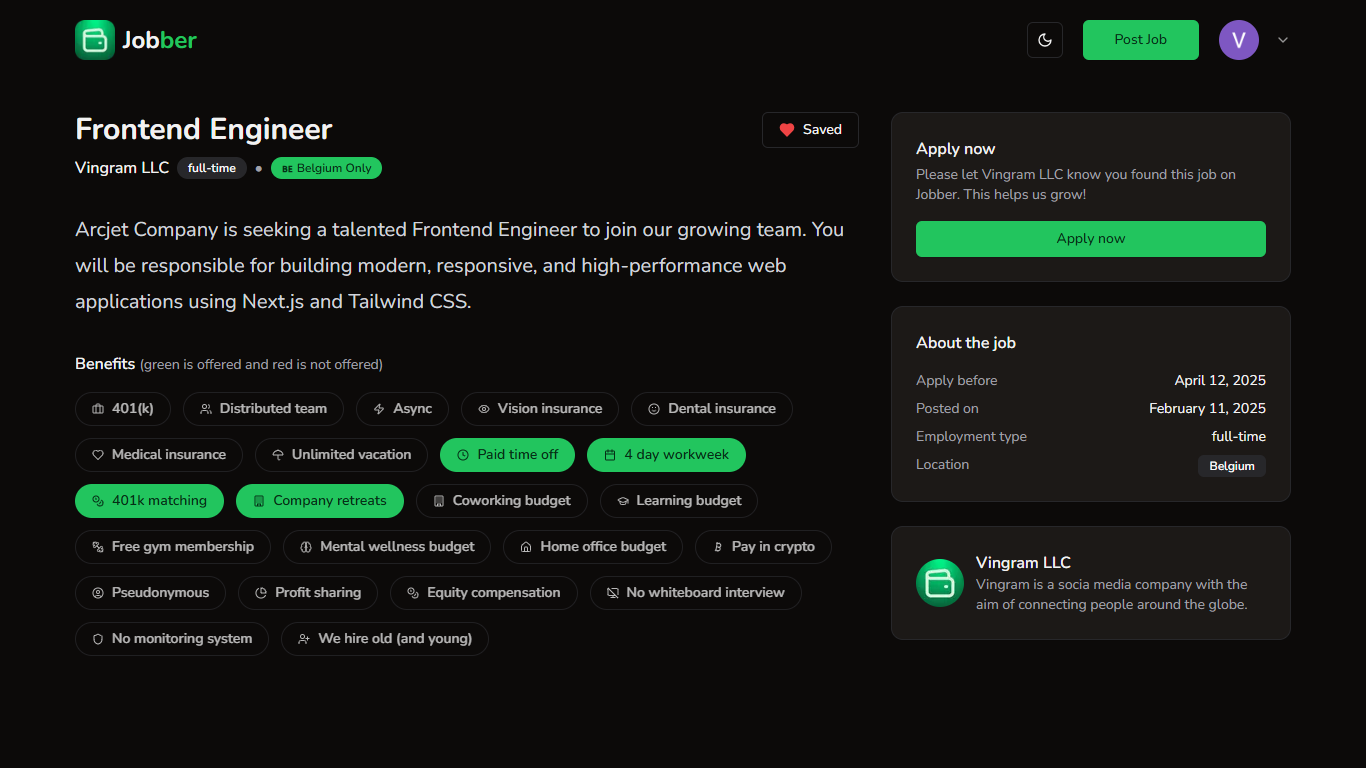 Jobber
Post Job
V
Frontend Engineer
Saved
Vingram LLC full-time • BE Belgium Only
Arcjet Company is seeking a talented Frontend Engineer to join our growing team. You
will be responsible for building modern, responsive, and high-performance web
applications using Next.js and Tailwind CSS.
Benefits (green is offered and red is not offered)
401(k) Distributed team Async Vision insurance Dental insurance
Medical insurance Unlimited vacation Paid time off 4 day workweek
401k matching Company retreats Coworking budget Learning budget
Free gym membership Mental wellness budget Home office budget Pay in crypto
Pseudonymous Profit sharing Equity compensation No whiteboard interview
No monitoring system We hire old (and young)
Apply now
Please let Vingram LLC know you found this job on
Jobber. This helps us grow!
Apply now
About the job
Apply before April 12, 2025
Posted on February 11, 2025
Employment type full-time
Location Belgium
Vingram LLC
Vingram is a socia media company with the
aim of connecting people around the globe.